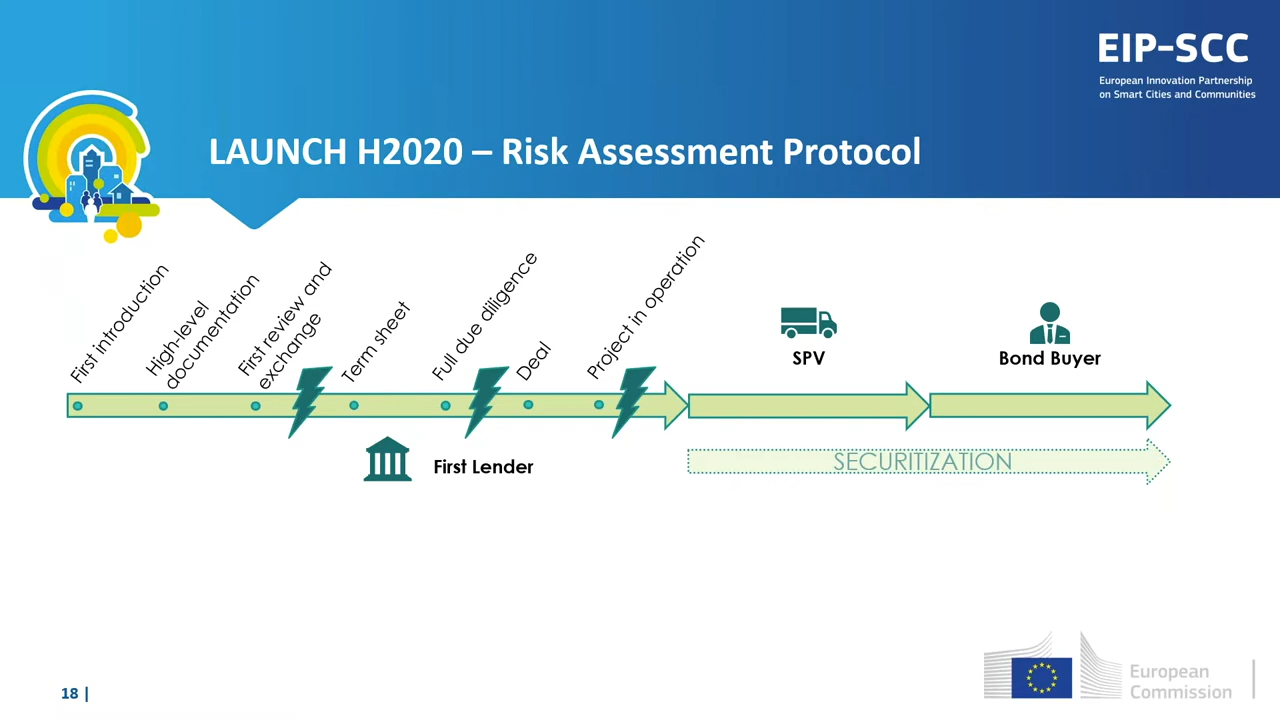 EIP-SCC
European Innovation Partnership
on Smart Cities and Communities
LAUNCH H2020 – Risk Assessment Protocol
First introduction
High-level
documentation
First review and
exchange
Term sheet
Full due diligence
Deal
Project in operation
SPV
Bond Buyer
First Lender
SECURITIZATION
18 |
European
Commission